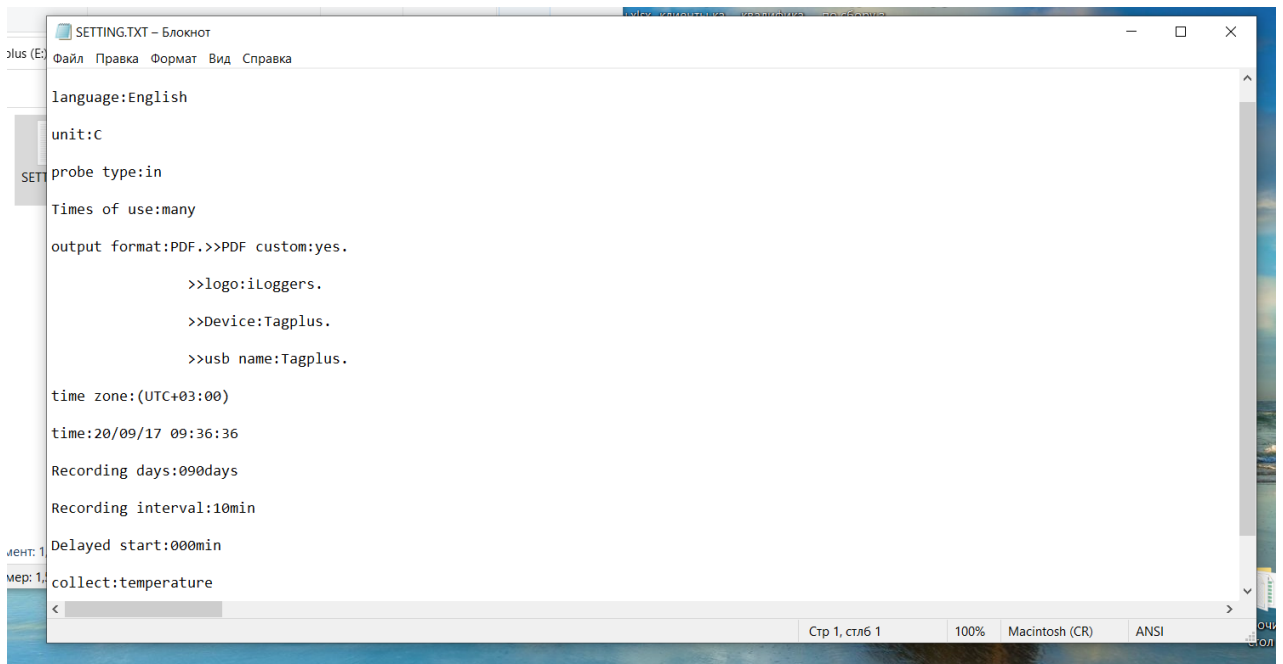 SETTING.TXT – Блокнот
plus (E:)
Файл Правка Формат Вид Справка
language:English
unit:C
probe type:in
Times of use:many
output format:PDF.>>PDF custom:yes.
>>logo:iLoggers.
>>Device:Tagplus.
>>usb name:Tagplus.
time zone:(UTC+03:00)
time:20/09/17 09:36:36
Recording days:090days
Recording interval:10min
Delayed start:000min
collect:temperature
Стр 1, стлб 1 100% Macintosh (CR) ANSI